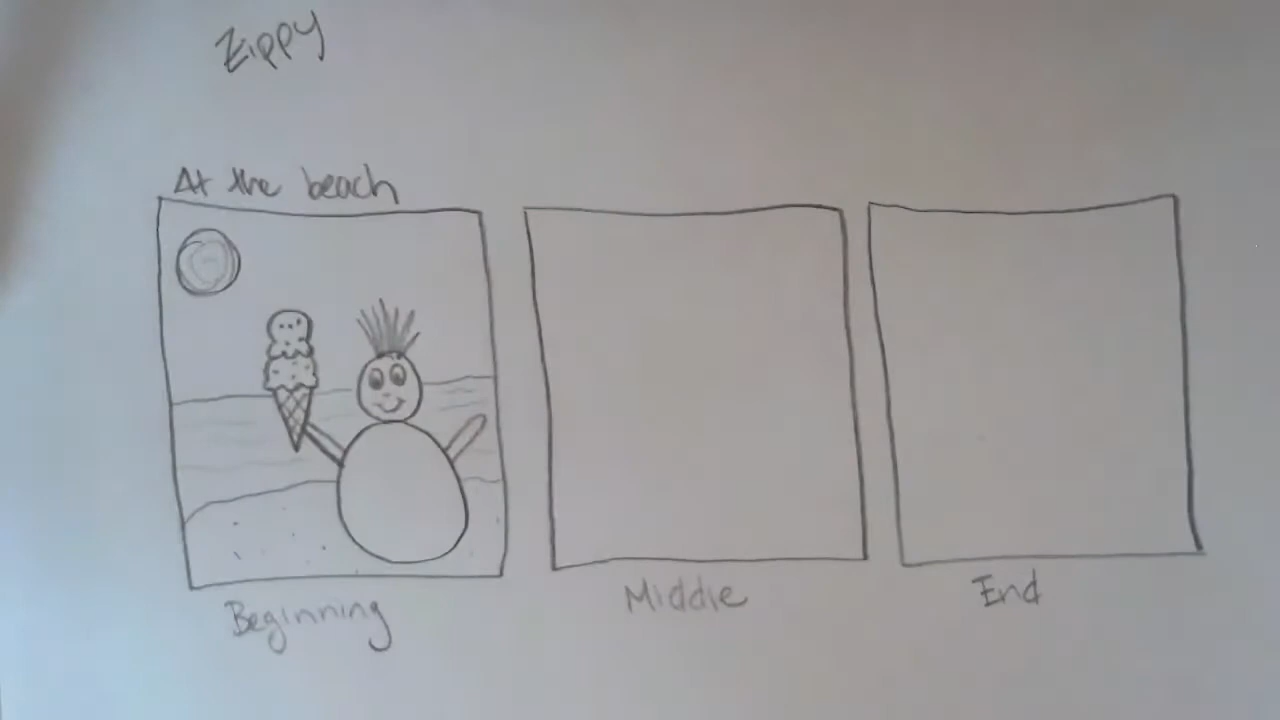 Zippy
At the beach
Beginning
Middle
End